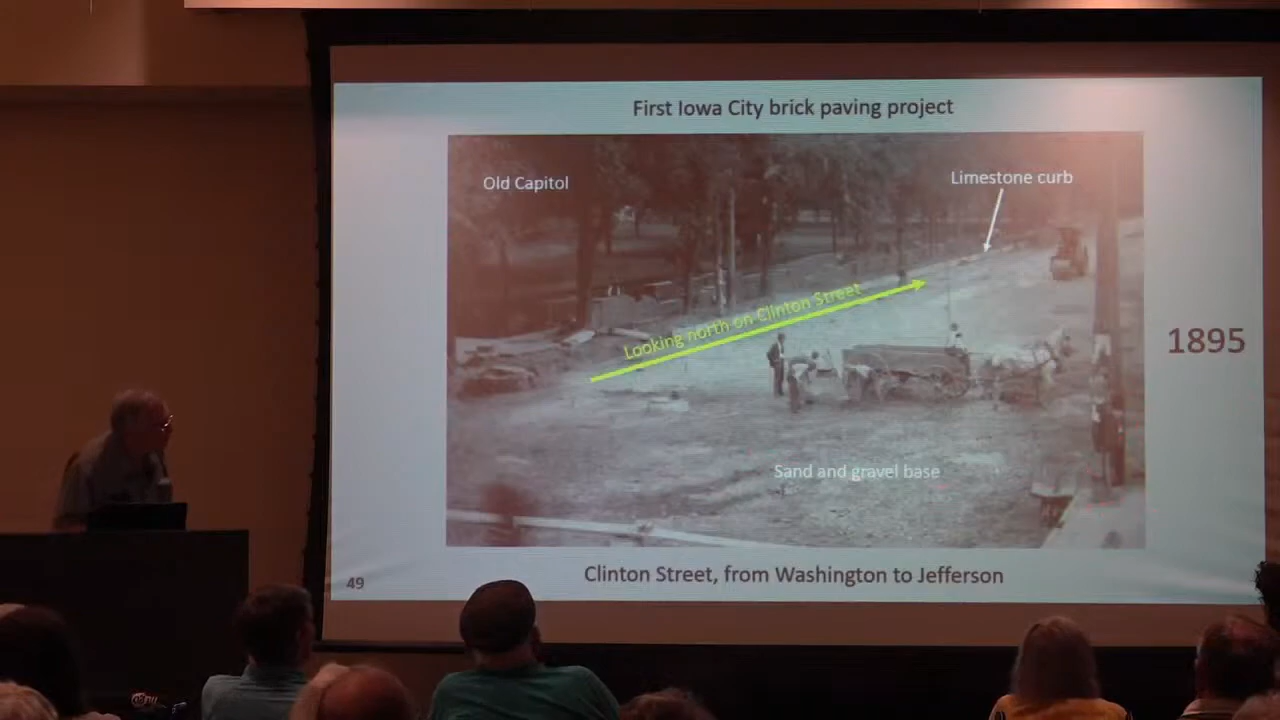 First Iowa City brick paving project
Old Capitol
Limestone curb
Looking north on Clinton Street
1895
Sand and gravel base
Clinton Street, from Washington to Jefferson
49